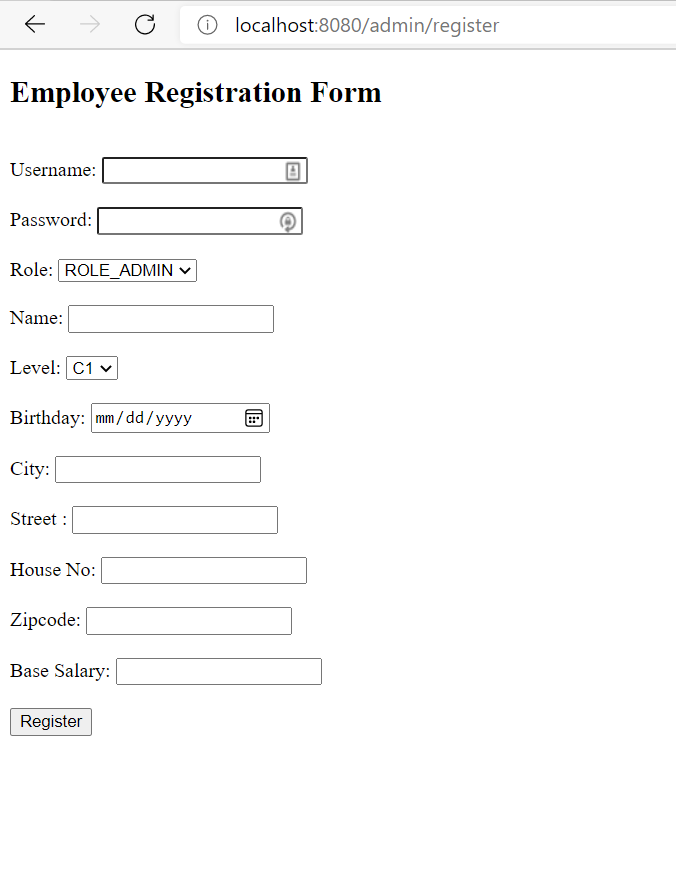 localhost:8080/admin/register
Employee Registration Form
Username:
Password:
Role: ROLE_ADMIN
Name:
Level: C1
Birthday: mm/dd/yyyy
City:
Street :
House No:
Zipcode:
Base Salary:
Register